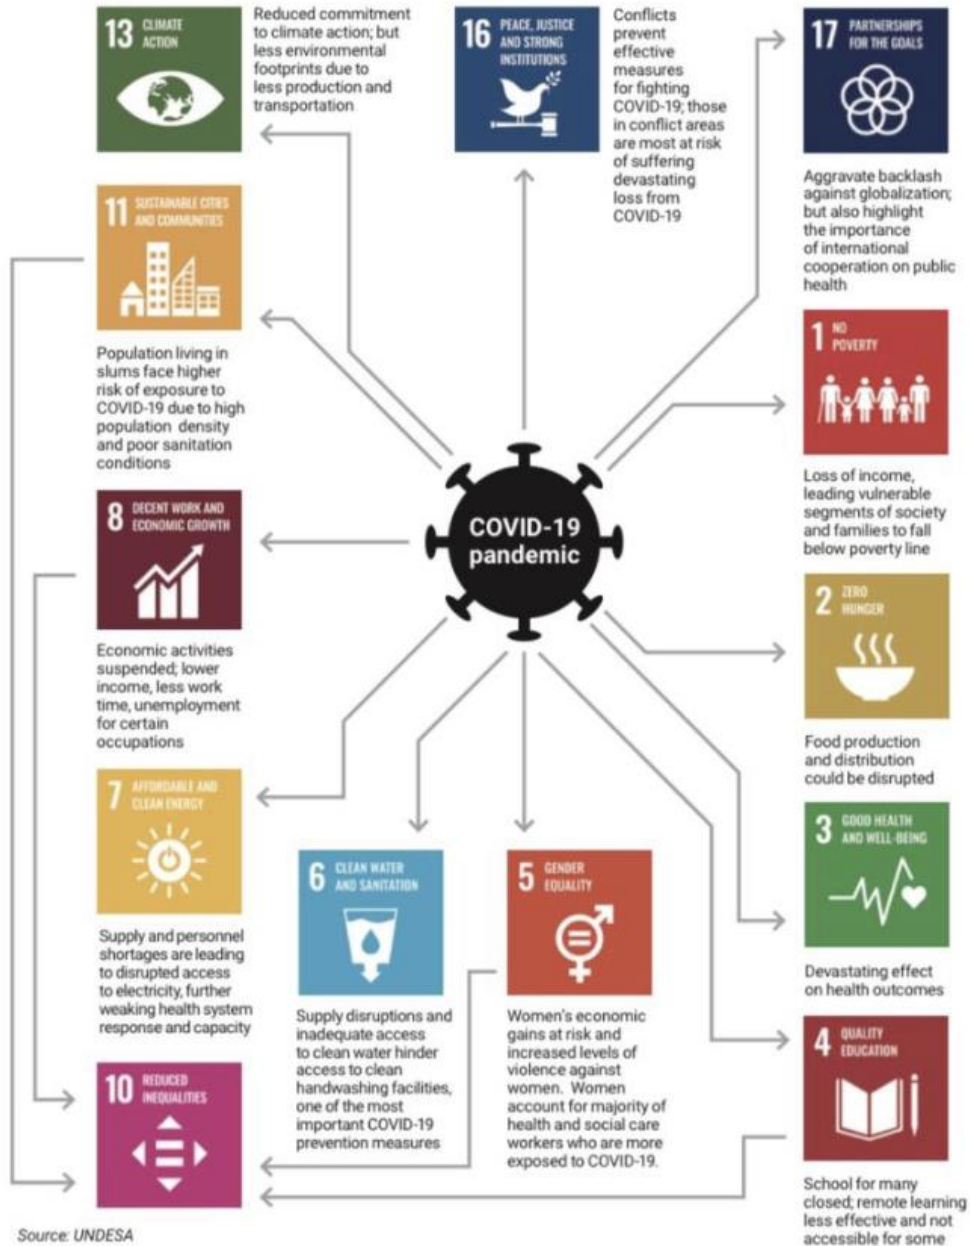 13 CLIMATE
ACTION
Reduced commitment
to climate action; but
less environmental
footprints due to
less production and
transportation
16 PEACE, JUSTICE
AND STRONG
INSTITUTIONS
Conflicts
prevent
effective
measures
for fighting
COVID-19; those
in conflict areas
are most at risk
of suffering
devastating
loss from
COVID-19
17 PARTNERSHIPS
FOR THE GOALS
Aggravate backlash
against globalization;
but also highlight
the importance
of international
cooperation on public
health
11 SUSTAINABLE CITIES
AND COMMUNITIES
Population living in
slums face higher
risk of exposure to
COVID-19 due to high
population density
and poor sanitation
conditions
1 NO
POVERTY
Loss of income,
leading vulnerable
segments of society
and families to fall
below poverty line
COVID-19
pandemic
8 DECENT WORK AND
ECONOMIC GROWTH
Economic activities
suspended; lower
income, less work
time, unemployment
for certain
occupations
2 ZERO
HUNGER
Food production
and distribution
could be disrupted
7 AFFORDABLE AND
CLEAN ENERGY
Supply and personnel
shortages are leading
to disrupted access
to electricity, further
weaking health system
response and capacity
6 CLEAN WATER
AND SANITATION
Supply disruptions and
inadequate access
to clean water hinder
access to clean
handwashing facilities,
one of the most
important COVID-19
prevention measures
5 GENDER
EQUALITY
Women's economic
gains at risk and
increased levels of
violence against
women. Women
account for majority of
health and social care
workers who are more
exposed to COVID-19.
3 GOOD HEALTH
AND WELL-BEING
Devastating effect
on health outcomes
4 QUALITY
EDUCATION
School for many
closed; remote learning
less effective and not
accessible for some
10 REDUCED
INEQUALITIES
Source: UNDESA